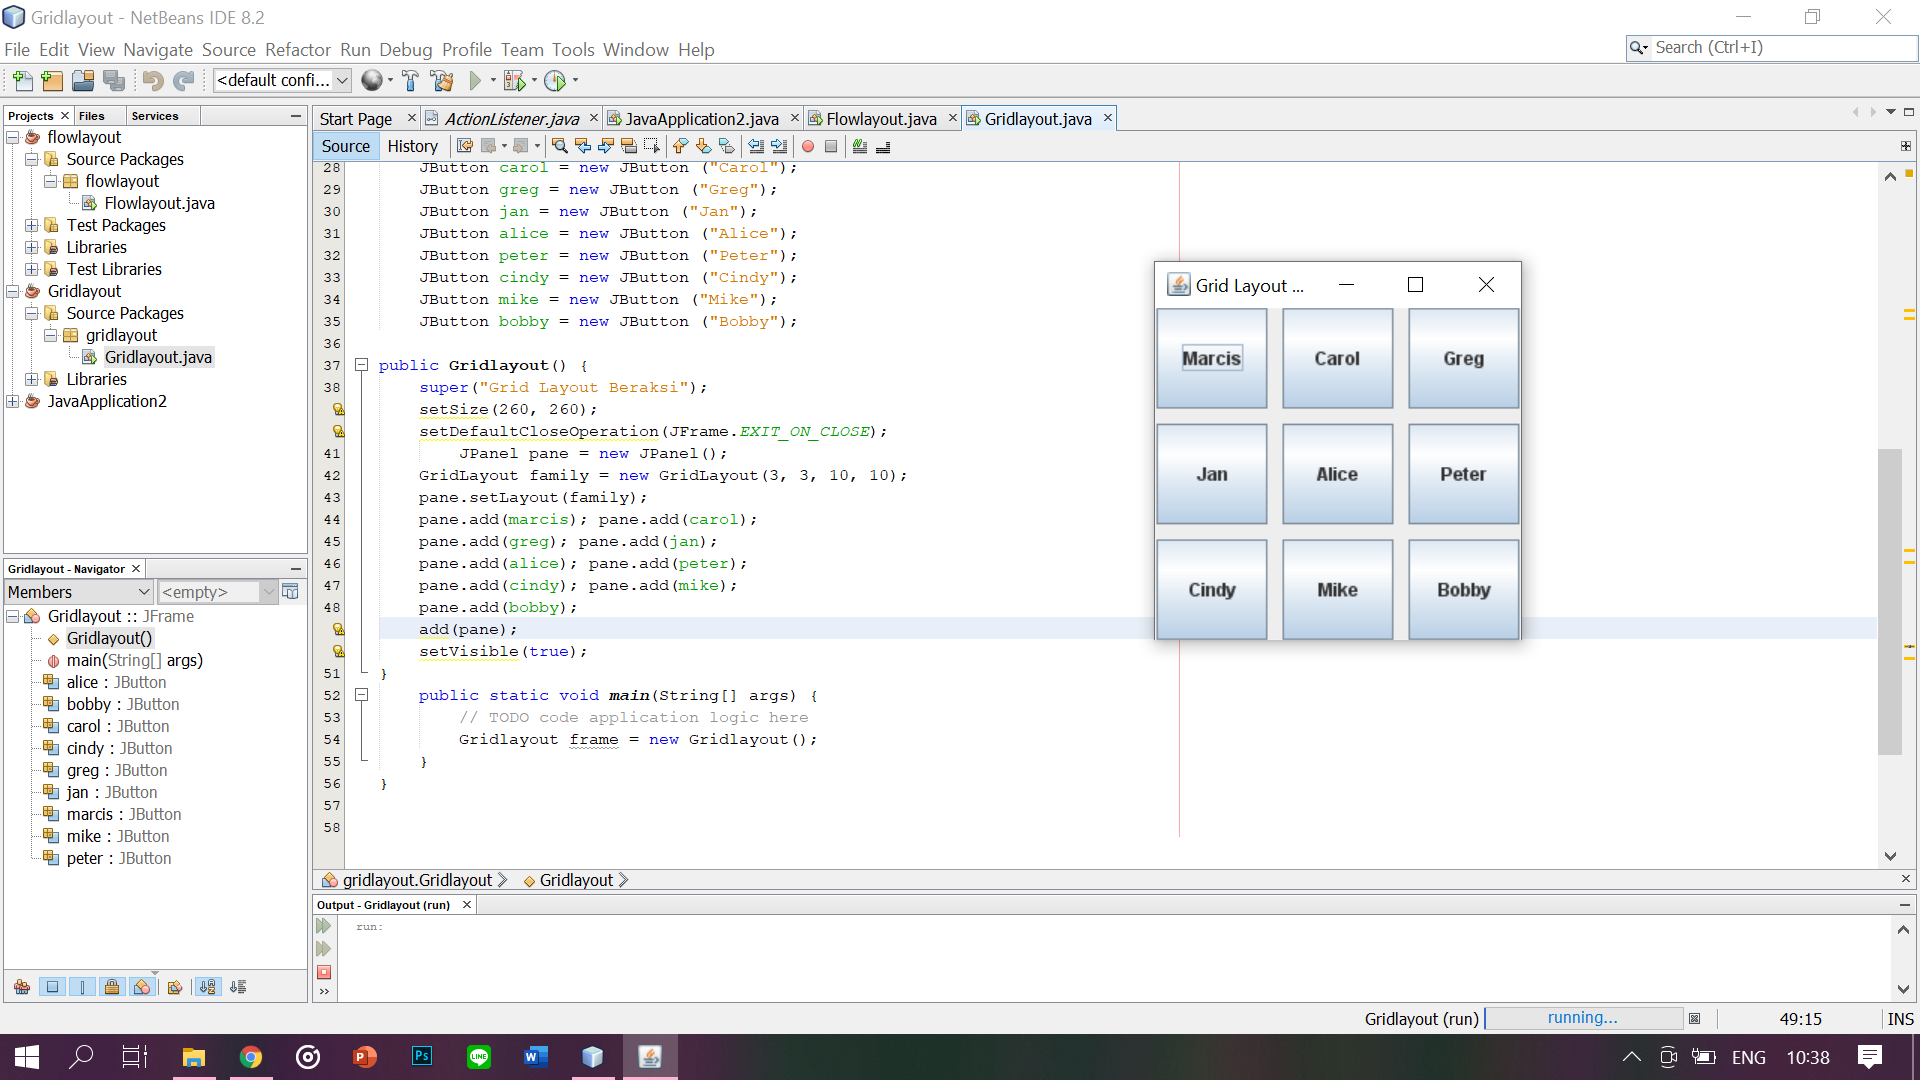 Gridlayout - NetBeans IDE 8.2
File Edit View Navigate Source Refactor Run Debug Profile Team Tools Window Help
Search (Ctrl+I)
<default confi...
Projects Files Services
flowlayout
Source Packages
flowlayout
Flowlayout.java
Test Packages
Libraries
Test Libraries
Gridlayout
Source Packages
gridlayout
Gridlayout.java
Libraries
JavaApplication2
Gridlayout - Navigator
Members <empty>
Gridlayout :: JFrame
Gridlayout()
main(String[] args)
alice : JButton
bobby : JButton
carol : JButton
cindy : JButton
greg : JButton
jan : JButton
marcis : JButton
mike : JButton
peter : JButton
Start Page ActionListener.java JavaApplication2.java Flowlayout.java Gridlayout.java
Source History
28 JButton carol = new JButton ("Carol");
29 JButton greg = new JButton ("Greg");
30 JButton jan = new JButton ("Jan");
31 JButton alice = new JButton ("Alice");
32 JButton peter = new JButton ("Peter");
33 JButton cindy = new JButton ("Cindy");
34 JButton mike = new JButton ("Mike");
35 JButton bobby = new JButton ("Bobby");
36
37 public Gridlayout() {
38 super("Grid Layout Beraksi");
setSize(260, 260);
setDefaultCloseOperation(JFrame.EXIT_ON_CLOSE);
41 JPanel pane = new JPanel();
42 GridLayout family = new GridLayout(3, 3, 10, 10);
43 pane.setLayout(family);
44 pane.add(marcis); pane.add(carol);
45 pane.add(greg); pane.add(jan);
46 pane.add(alice); pane.add(peter);
47 pane.add(cindy); pane.add(mike);
48 pane.add(bobby);
add(pane);
setVisible(true);
51 }
52 public static void main(String[] args) {
53 // TODO code application logic here
54 Gridlayout frame = new Gridlayout();
55 }
56 }
57
58
Grid Layout ...
Marcis Carol Greg
Jan Alice Peter
Cindy Mike Bobby
gridlayout.Gridlayout Gridlayout
Output - Gridlayout (run)
run:
Gridlayout (run) running... 49:15 INS
ENG 10:38